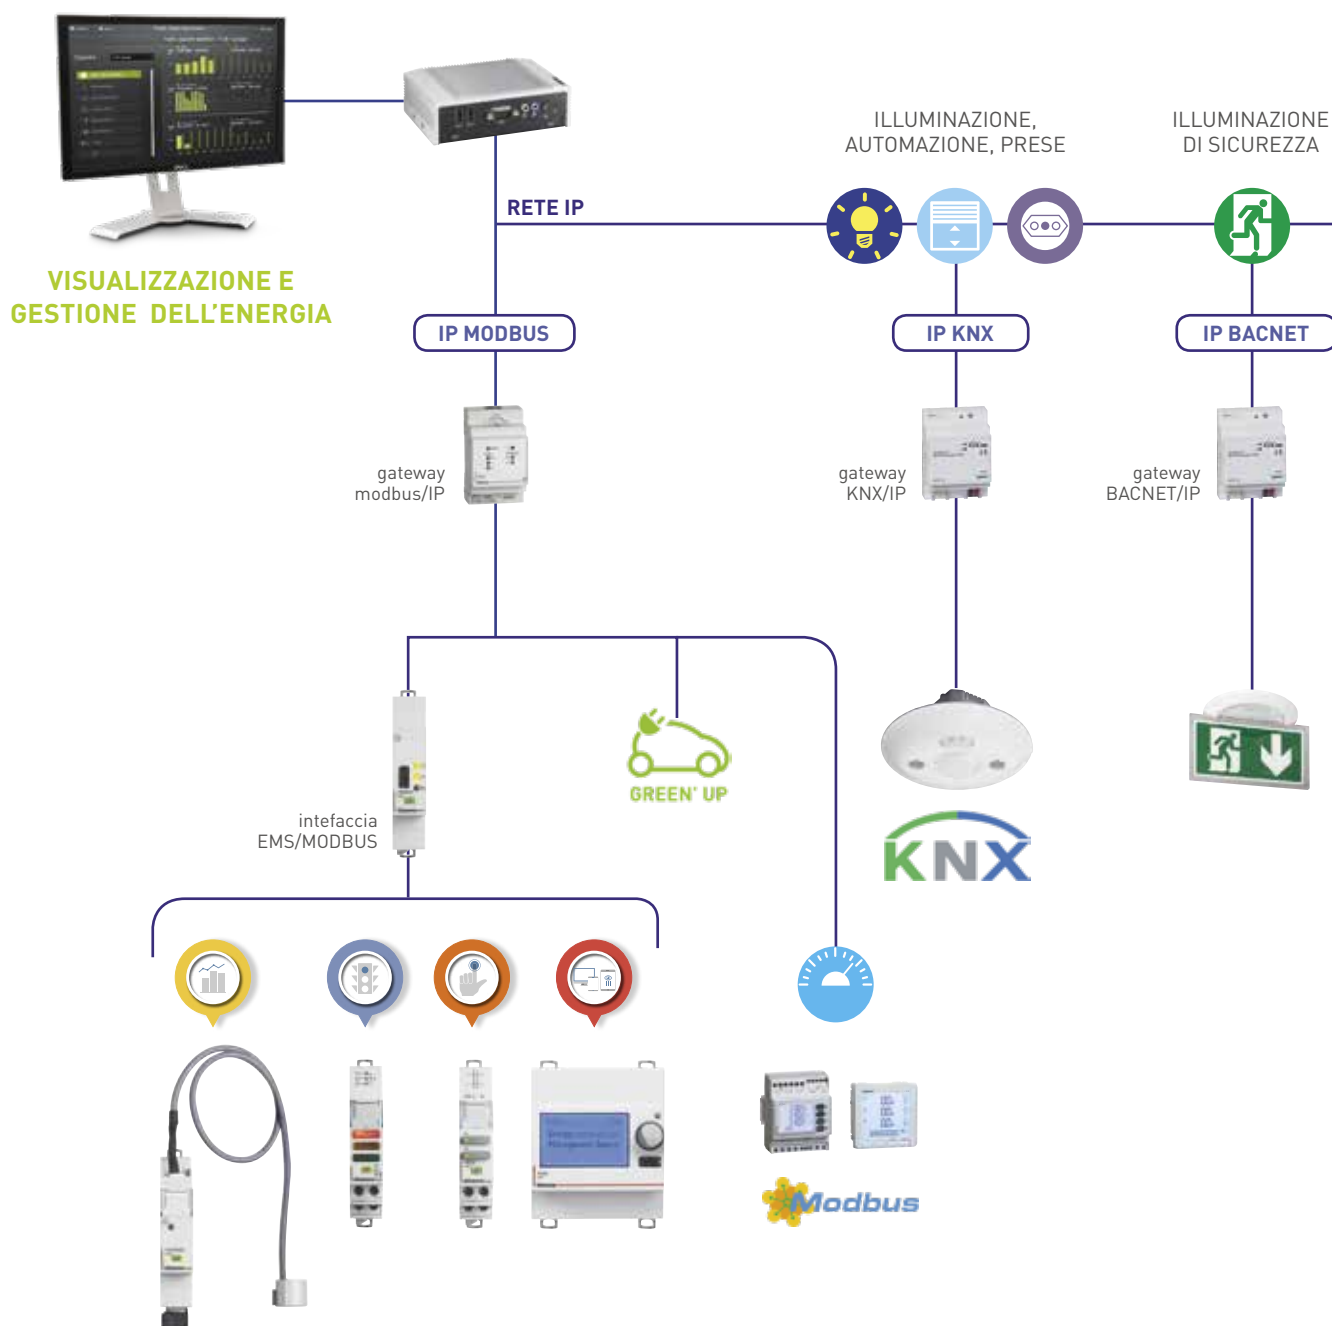 ILLUMINAZIONE,
AUTOMAZIONE, PRESE
ILLUMINAZIONE
DI SICUREZZA
RETE IP
VISUALIZZAZIONE E
GESTIONE DELL'ENERGIA
IP MODBUS
IP KNX
IP BACNET
gateway
modbus/IP
gateway
KNX/IP
gateway
BACNET/IP
GREEN' UP
intefaccia
EMS/MODBUS
KNX
Modbus